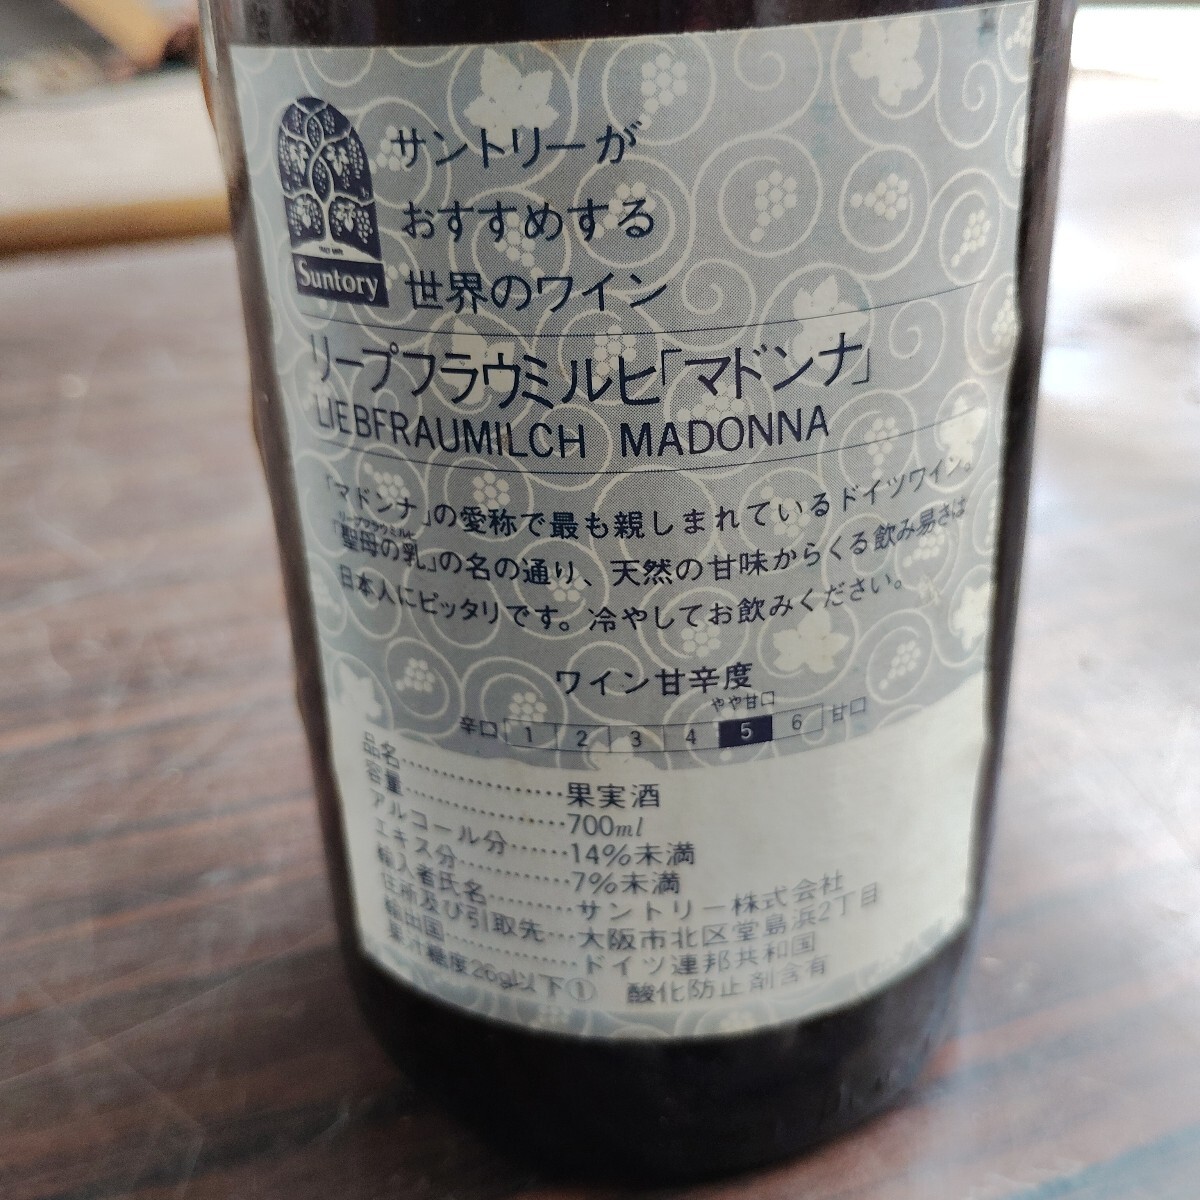 サントリーが
おすすめする
世界のワイン
Suntory
リープフラウミルヒ「マドンナ」
LIEBFRAUMILCH MADONNA
「マドンナ」の愛称で最も親しまれているドイツワイン。
リープフラウミルヒ
「聖母の乳」の名の通り、天然の甘味からくる飲み易さは
日本人にピッタリです。冷やしてお飲みください。
ワイン甘辛度
やや甘口
辛口 1 2 3 4 5 6 甘口
品名………………果実酒
容量………………700ml
アルコール分……14%未満
エキス分…………7%未満
輸入者氏名………サントリー株式会社
住所及び引取先…大阪市北区堂島浜2丁目
輸出国……………ドイツ連邦共和国
果汁糖度26g以下① 酸化防止剤含有